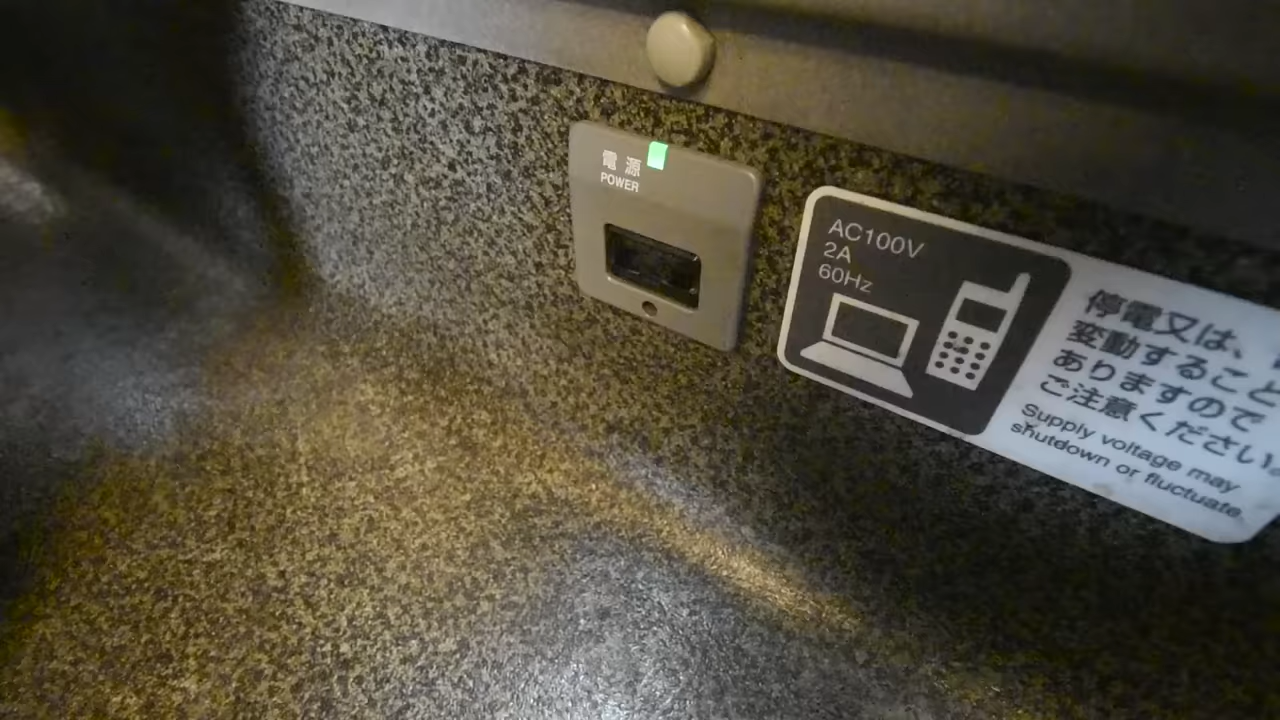 電源
POWER
AC100V
2A
60Hz
停電又は、
変動すること
ありますので
ご注意ください。
Supply voltage may
shutdown or fluctuate.